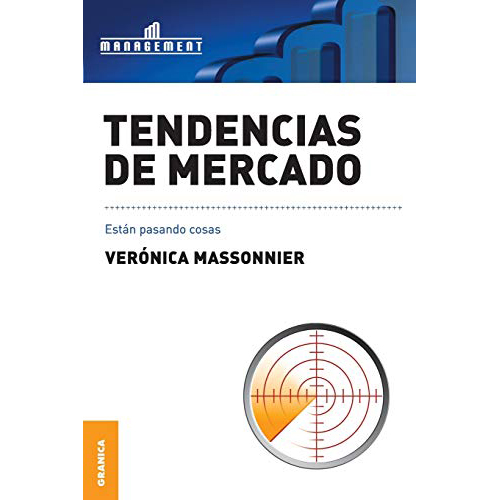 MANAGEMENT
TENDENCIAS
DE MERCADO
Están pasando cosas
VERÓNICA MASSONNIER
GRANICA